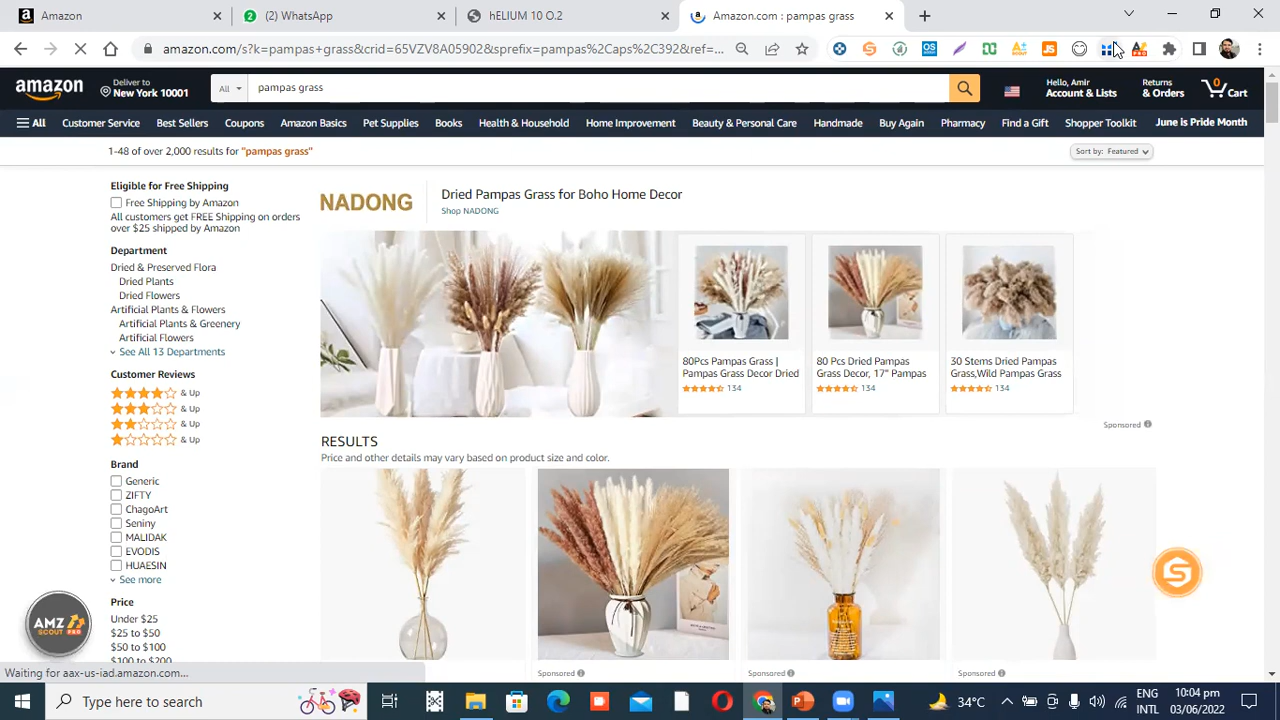 Amazon
(2) WhatsApp
hELIUM 10 O.2
Amazon.com : pampas grass
amazon.com/s?k=pampas+grass&crid=65VZV8A05902&sprefix=pampas%2Caps%2C392&ref=...
amazon
Deliver to
New York 10001
All
pampas grass
Hello, Amir
Account & Lists
Returns
& Orders
0
Cart
All
Customer Service
Best Sellers
Coupons
Amazon Basics
Pet Supplies
Books
Health & Household
Home Improvement
Beauty & Personal Care
Handmade
Buy Again
Pharmacy
Find a Gift
Shopper Toolkit
June is Pride Month
1-48 of over 2,000 results for "pampas grass"
Sort by: Featured
Eligible for Free Shipping
Free Shipping by Amazon
All customers get FREE Shipping on orders
over $25 shipped by Amazon
Department
Dried & Preserved Flora
Dried Plants
Dried Flowers
Artificial Plants & Flowers
Artificial Plants & Greenery
Artificial Flowers
See All 13 Departments
Customer Reviews
& Up
& Up
& Up
& Up
Brand
Generic
ZIFTY
ChagoArt
Seniny
MALIDAK
EVODIS
HUAESIN
See more
Price
Under $25
$25 to $50
$50 to $100
$100 to $200
NADONG
Dried Pampas Grass for Boho Home Decor
Shop NADONG
80Pcs Pampas Grass |
Pampas Grass Decor Dried
134
80 Pcs Dried Pampas
Grass Decor, 17" Pampas
134
30 Stems Dried Pampas
Grass,Wild Pampas Grass
134
Sponsored
RESULTS
Price and other details may vary based on product size and color.
Sponsored
Sponsored
Sponsored
AMZ
SCOUT PRO
Waiting for aax-us-iad.amazon.com...
Type here to search
34°C
ENG
INTL
10:04 pm
03/06/2022